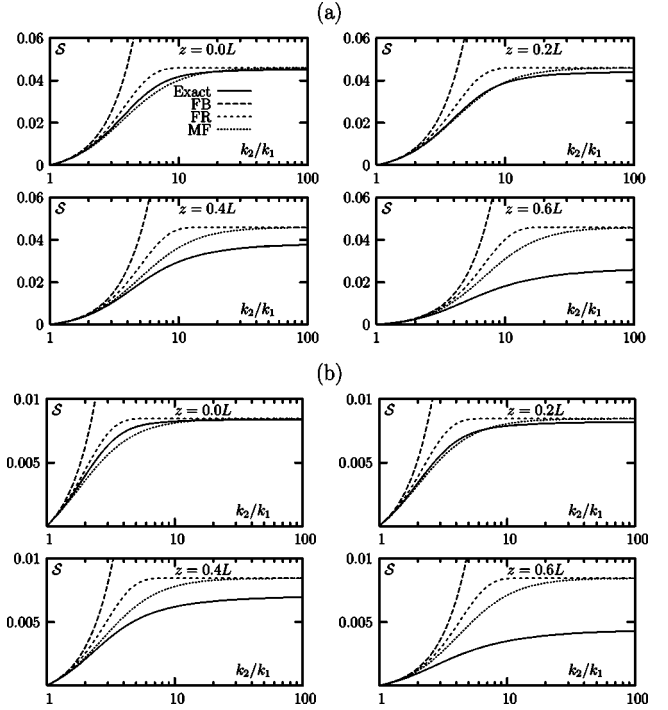 (a)
0.06
0.04
0.02
0
S
z = 0.0L
Exact
FB
FR
MF
k2/k1
1
10
100
0.06
0.04
0.02
0
S
z = 0.2L
k2/k1
1
10
100
0.06
0.04
0.02
0
S
z = 0.4L
k2/k1
1
10
100
0.06
0.04
0.02
0
S
z = 0.6L
k2/k1
1
10
100
(b)
0.01
0.005
S
z = 0.0L
k2/k1
1
10
100
0.01
0.005
S
z = 0.2L
k2/k1
1
10
100
0.01
0.005
S
z = 0.4L
k2/k1
1
10
100
0.01
0.005
S
z = 0.6L
k2/k1
1
10
100